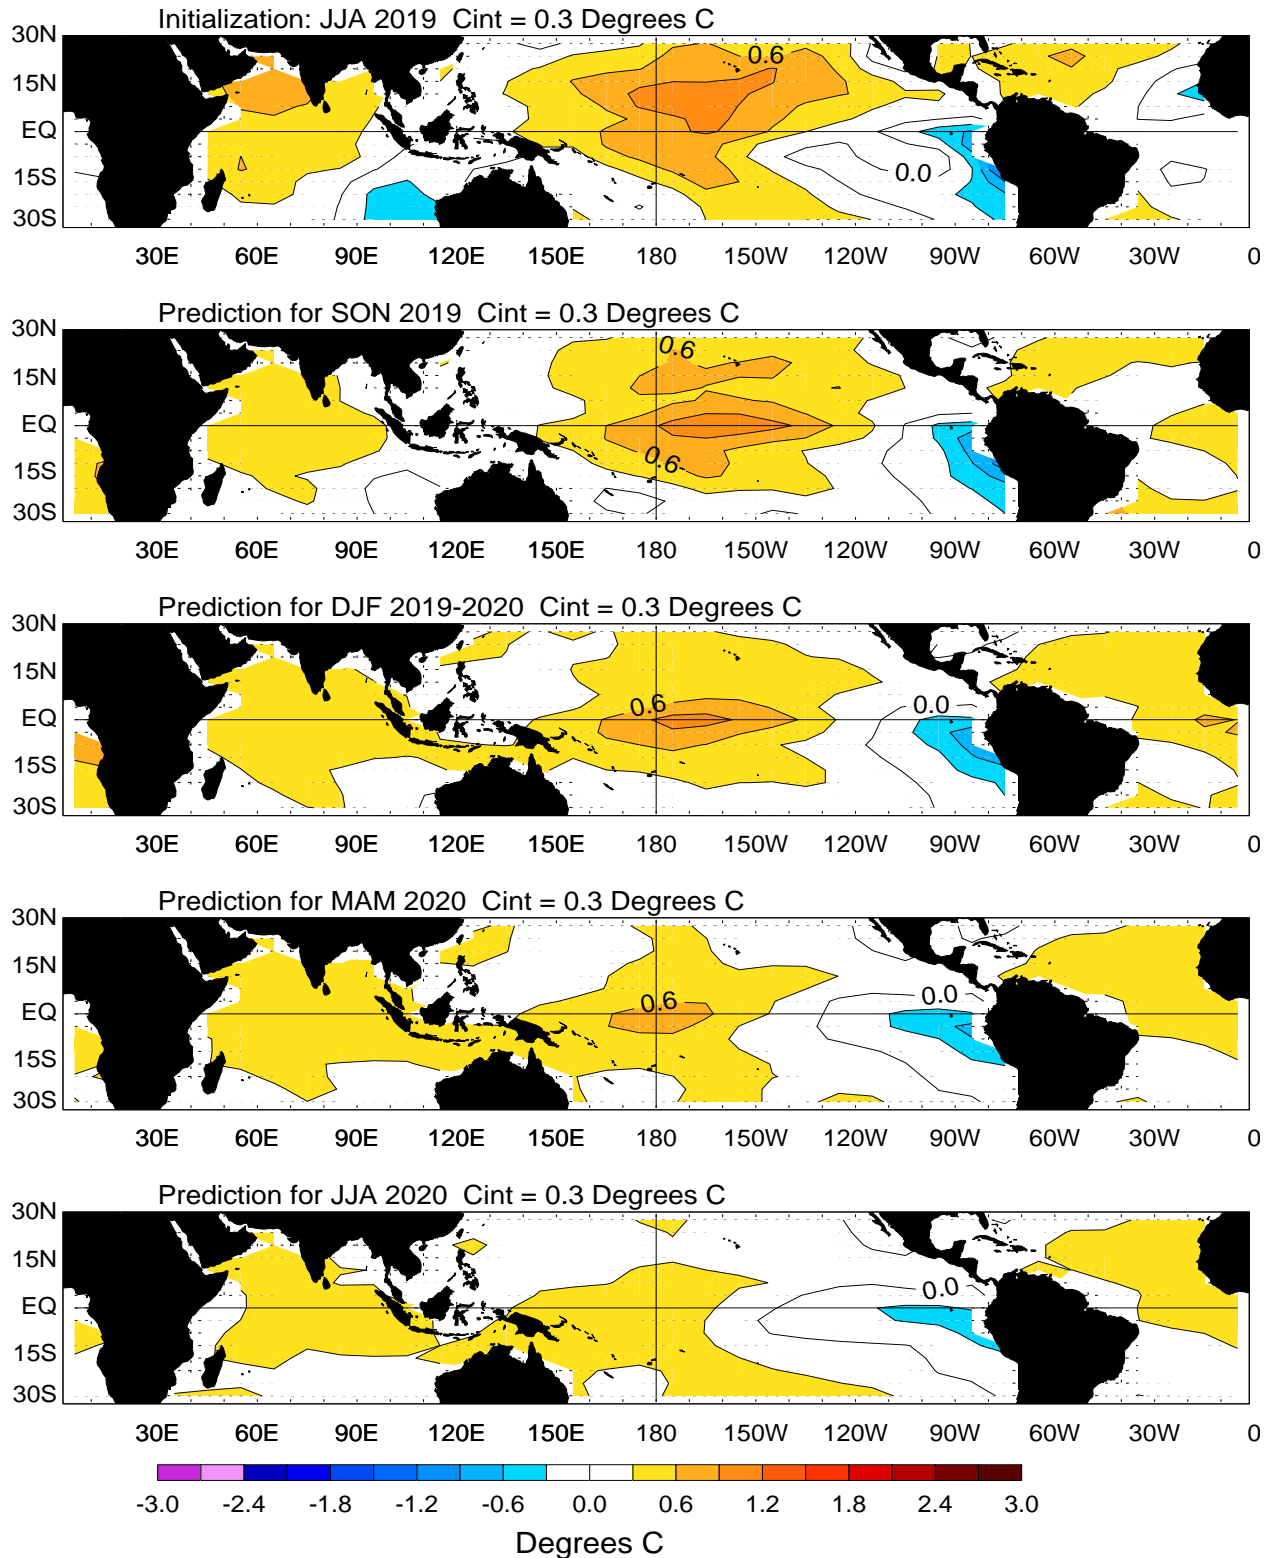 Initialization: JJA 2019  Cint = 0.3 Degrees C
30N
0.6
15N
EQ
0.0
15S
30S
30E 60E 90E 120E 150E 180 150W 120W 90W 60W 30W 0
Prediction for SON 2019  Cint = 0.3 Degrees C
30N
0.6
15N
EQ
0.6
15S
30S
30E 60E 90E 120E 150E 180 150W 120W 90W 60W 30W 0
Prediction for DJF 2019-2020  Cint = 0.3 Degrees C
30N
15N
0.6 0.0
EQ
15S
30S
30E 60E 90E 120E 150E 180 150W 120W 90W 60W 30W 0
Prediction for MAM 2020  Cint = 0.3 Degrees C
30N
15N
0.6 0.0
EQ
15S
30S
30E 60E 90E 120E 150E 180 150W 120W 90W 60W 30W 0
Prediction for JJA 2020  Cint = 0.3 Degrees C
30N
15N
0.0
EQ
15S
30S
30E 60E 90E 120E 150E 180 150W 120W 90W 60W 30W 0
-3.0 -2.4 -1.8 -1.2 -0.6 0.0 0.6 1.2 1.8 2.4 3.0
Degrees C